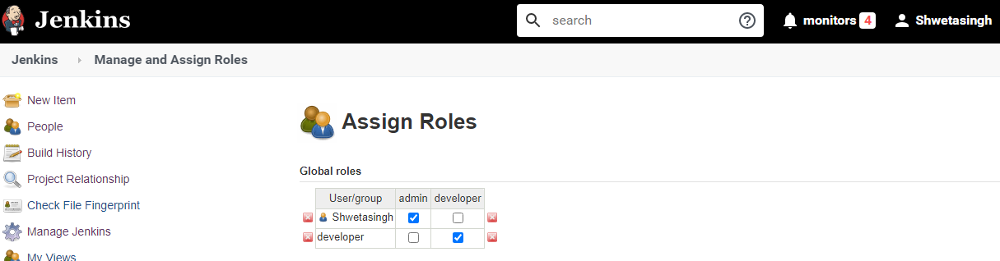 Jenkins
search
monitors 4
Shwetasingh
Jenkins
Manage and Assign Roles
New Item
People
Build History
Project Relationship
Check File Fingerprint
Manage Jenkins
My Views
Assign Roles
Global roles
User/group admin developer
Shwetasingh
developer